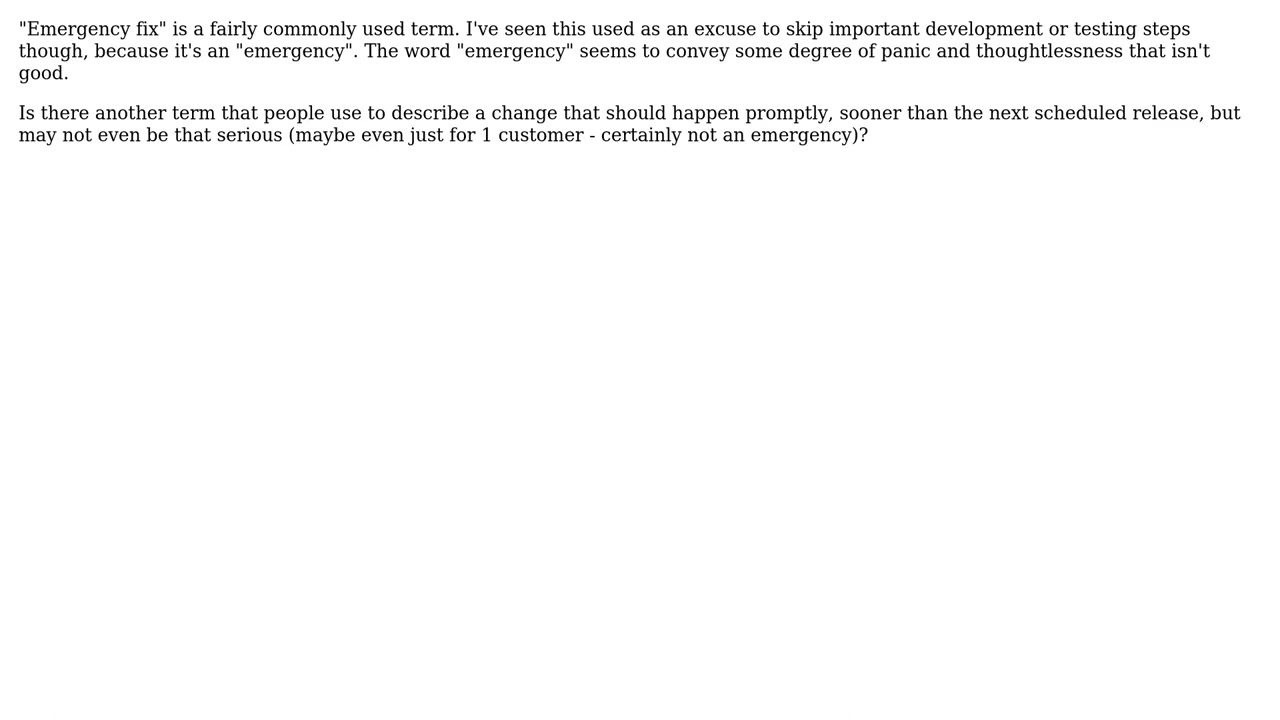 "Emergency fix" is a fairly commonly used term. I've seen this used as an excuse to skip important development or testing steps
though, because it's an "emergency". The word "emergency" seems to convey some degree of panic and thoughtlessness that isn't
good.
Is there another term that people use to describe a change that should happen promptly, sooner than the next scheduled release, but
may not even be that serious (maybe even just for 1 customer - certainly not an emergency)?